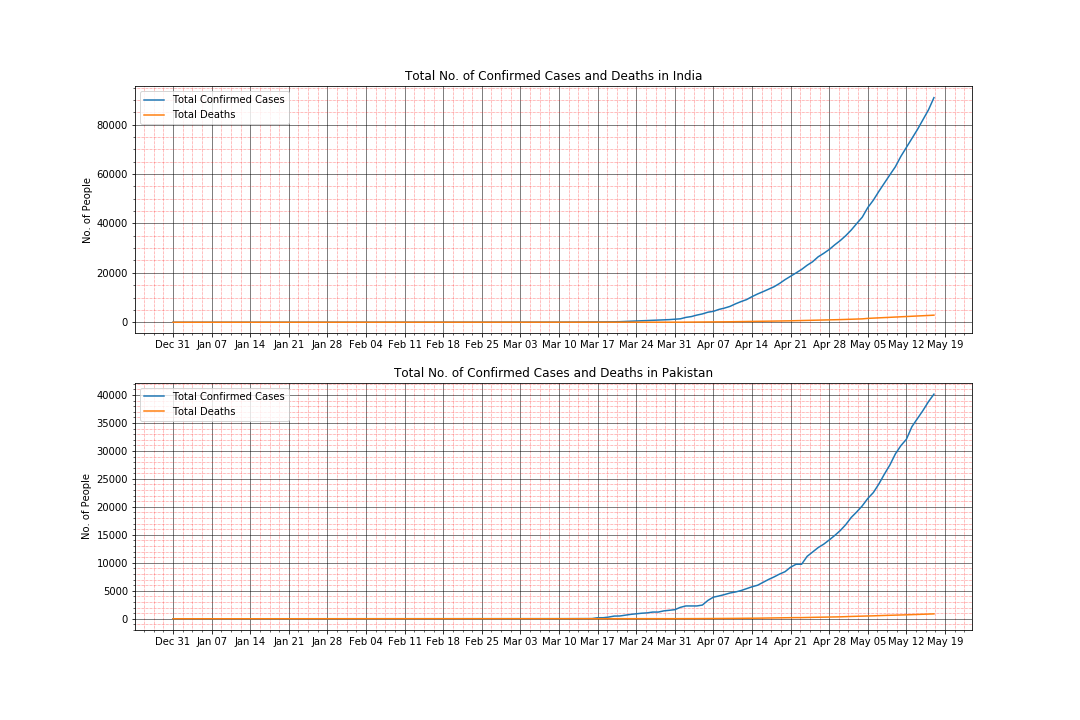 Total No. of Confirmed Cases and Deaths in India
Total Confirmed Cases
Total Deaths
No. of People
80000
60000
40000
20000
0
Dec 31 Jan 07 Jan 14 Jan 21 Jan 28 Feb 04 Feb 11 Feb 18 Feb 25 Mar 03 Mar 10 Mar 17 Mar 24 Mar 31 Apr 07 Apr 14 Apr 21 Apr 28 May 05 May 12 May 19
Total No. of Confirmed Cases and Deaths in Pakistan
Total Confirmed Cases
Total Deaths
No. of People
40000
35000
30000
25000
20000
15000
10000
5000
0
Dec 31 Jan 07 Jan 14 Jan 21 Jan 28 Feb 04 Feb 11 Feb 18 Feb 25 Mar 03 Mar 10 Mar 17 Mar 24 Mar 31 Apr 07 Apr 14 Apr 21 Apr 28 May 05 May 12 May 19